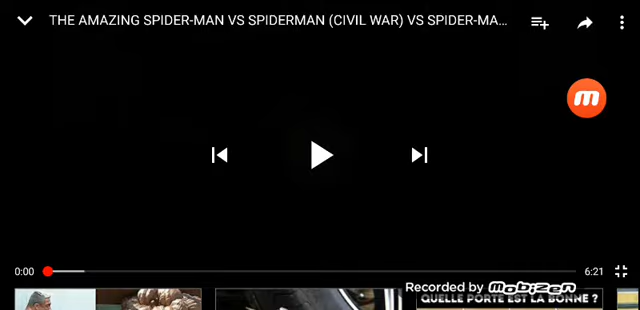 THE AMAZING SPIDER-MAN VS SPIDERMAN (CIVIL WAR) VS SPIDER-MA...
m
0:00
6:21
Recorded by MOBIZEN
QUELLE PORTE EST LA BONNE ?